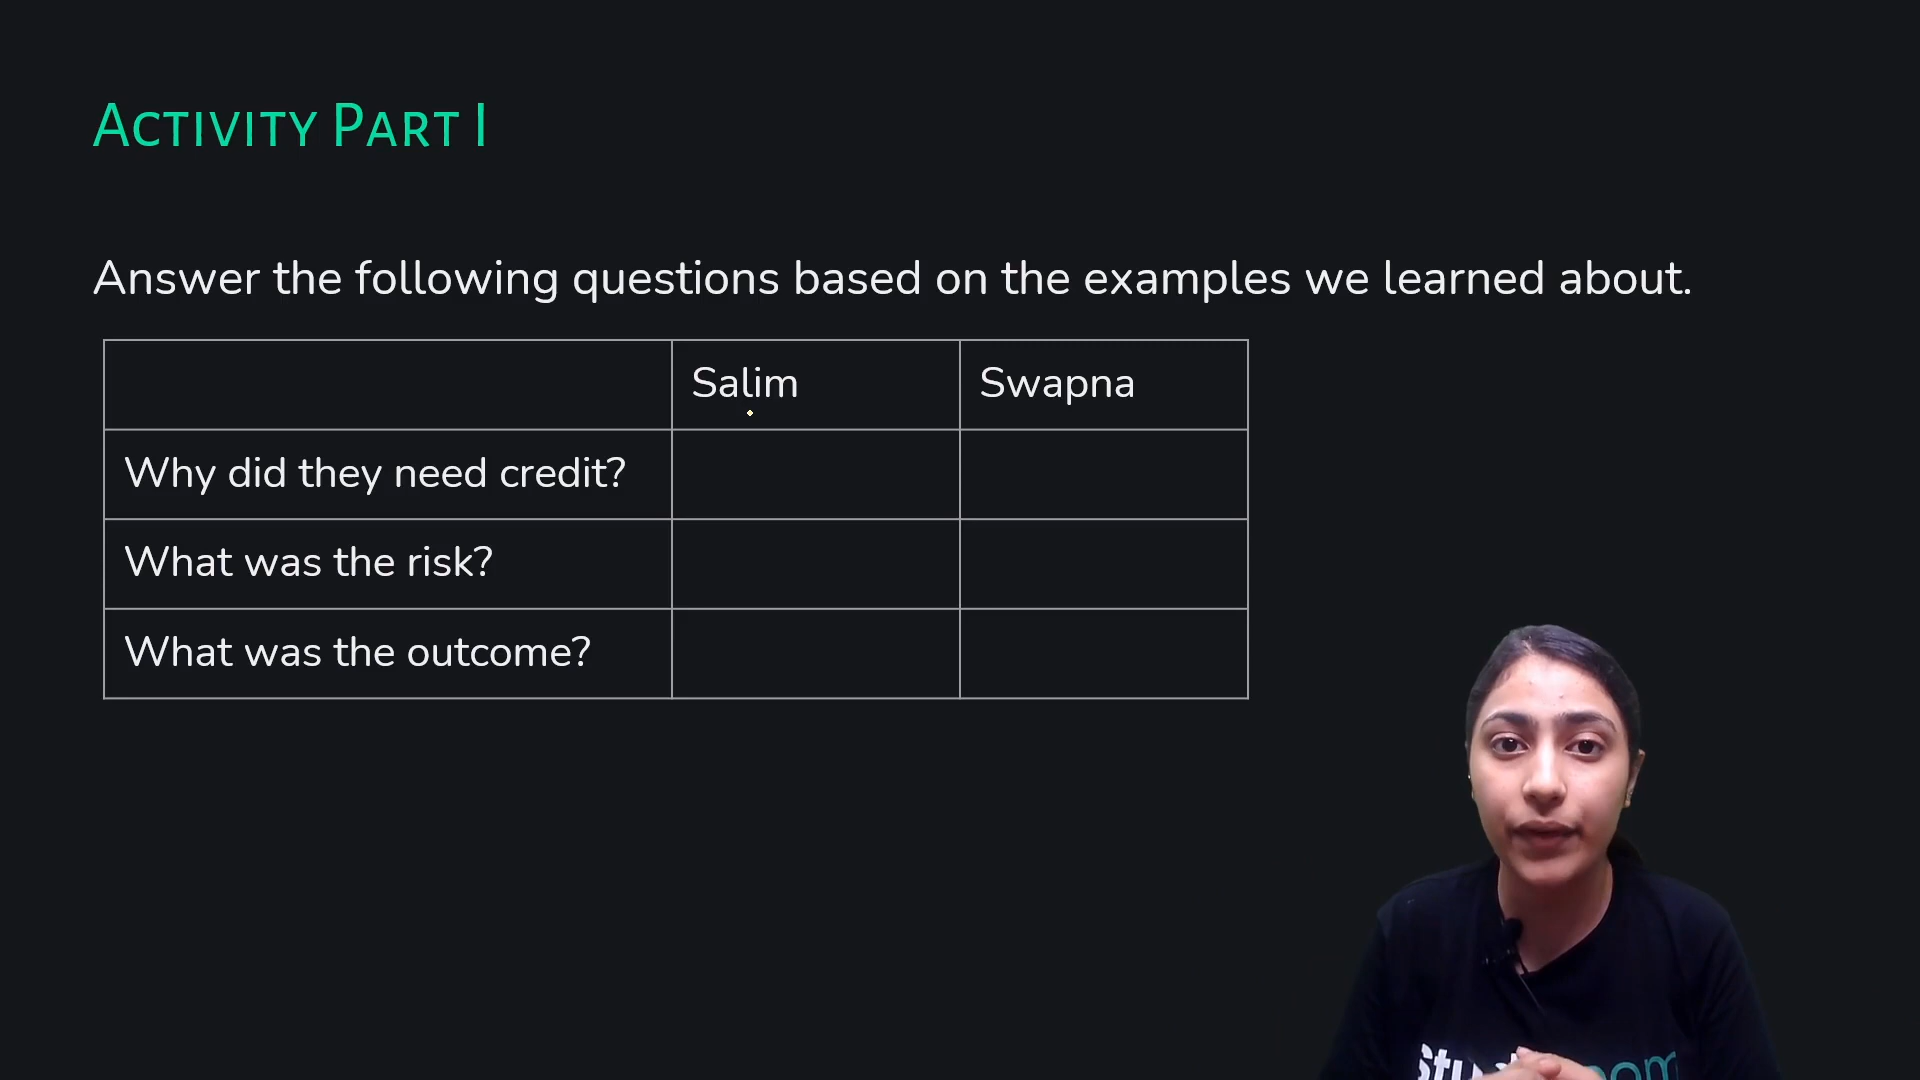 Activity Part I
Answer the following questions based on the examples we learned about.
Salim Swapna
Why did they need credit?
What was the risk?
What was the outcome?